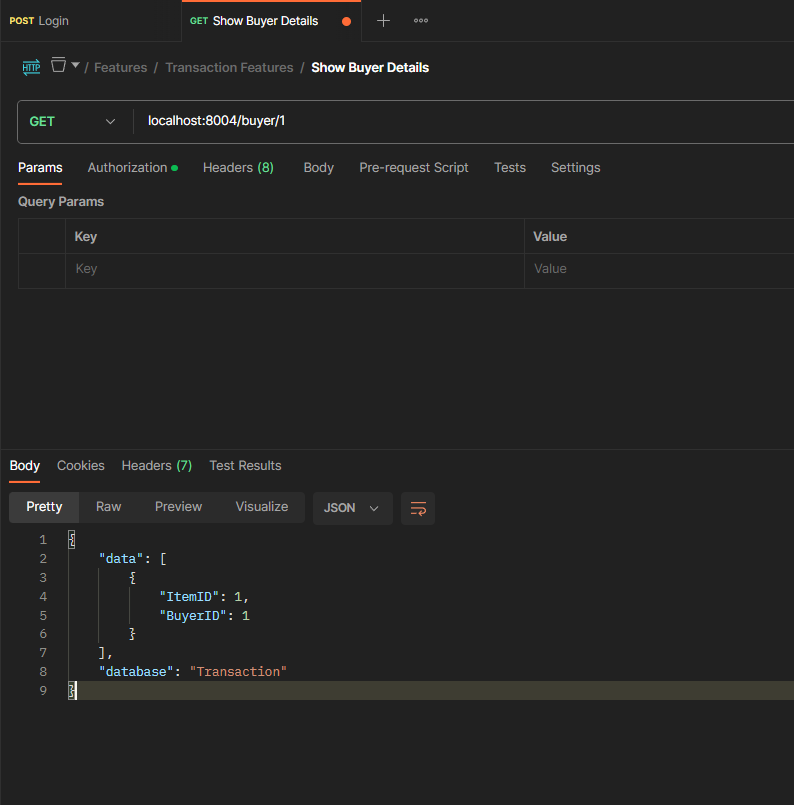 POST Login
GET Show Buyer Details
HTTP / Features / Transaction Features / Show Buyer Details
GET localhost:8004/buyer/1
Params Authorization Headers (8) Body Pre-request Script Tests Settings
Query Params
Key Value
Key Value
Body Cookies Headers (7) Test Results
Pretty Raw Preview Visualize JSON
1 {
2 "data": [
3 {
4 "ItemID": 1,
5 "BuyerID": 1
6 }
7 ],
8 "database": "Transaction"
9 }